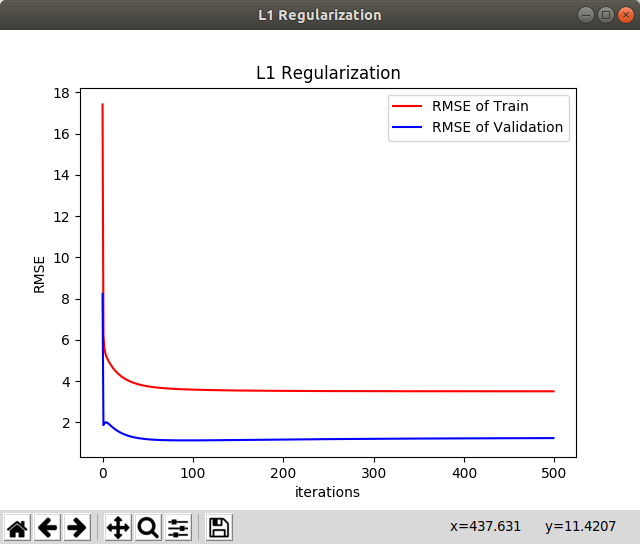 L1 Regularization
L1 Regularization
RMSE of Train
RMSE of Validation
18
16
14
12
10
8
6
4
2
RMSE
0 100 200 300 400 500
iterations
x=437.631 y=11.4207